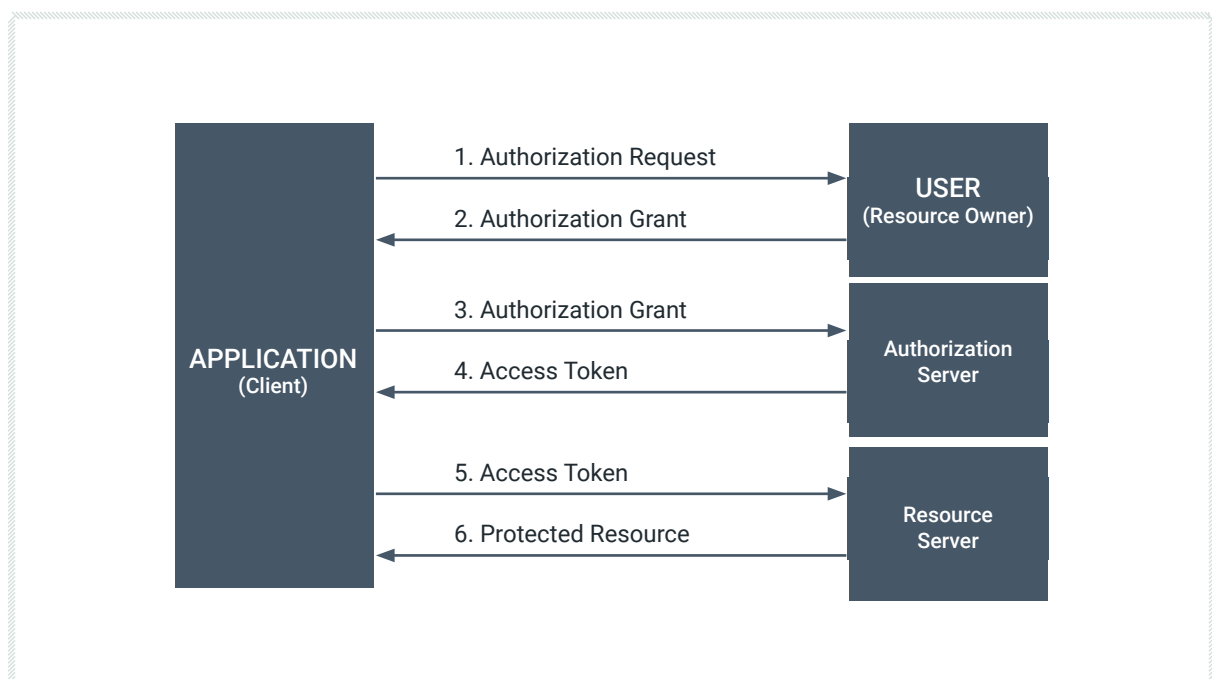 1. Authorization Request
USER
(Resource Owner)
2. Authorization Grant
3. Authorization Grant
APPLICATION
(Client)
Authorization
Server
4. Access Token
5. Access Token
Resource
Server
6. Protected Resource